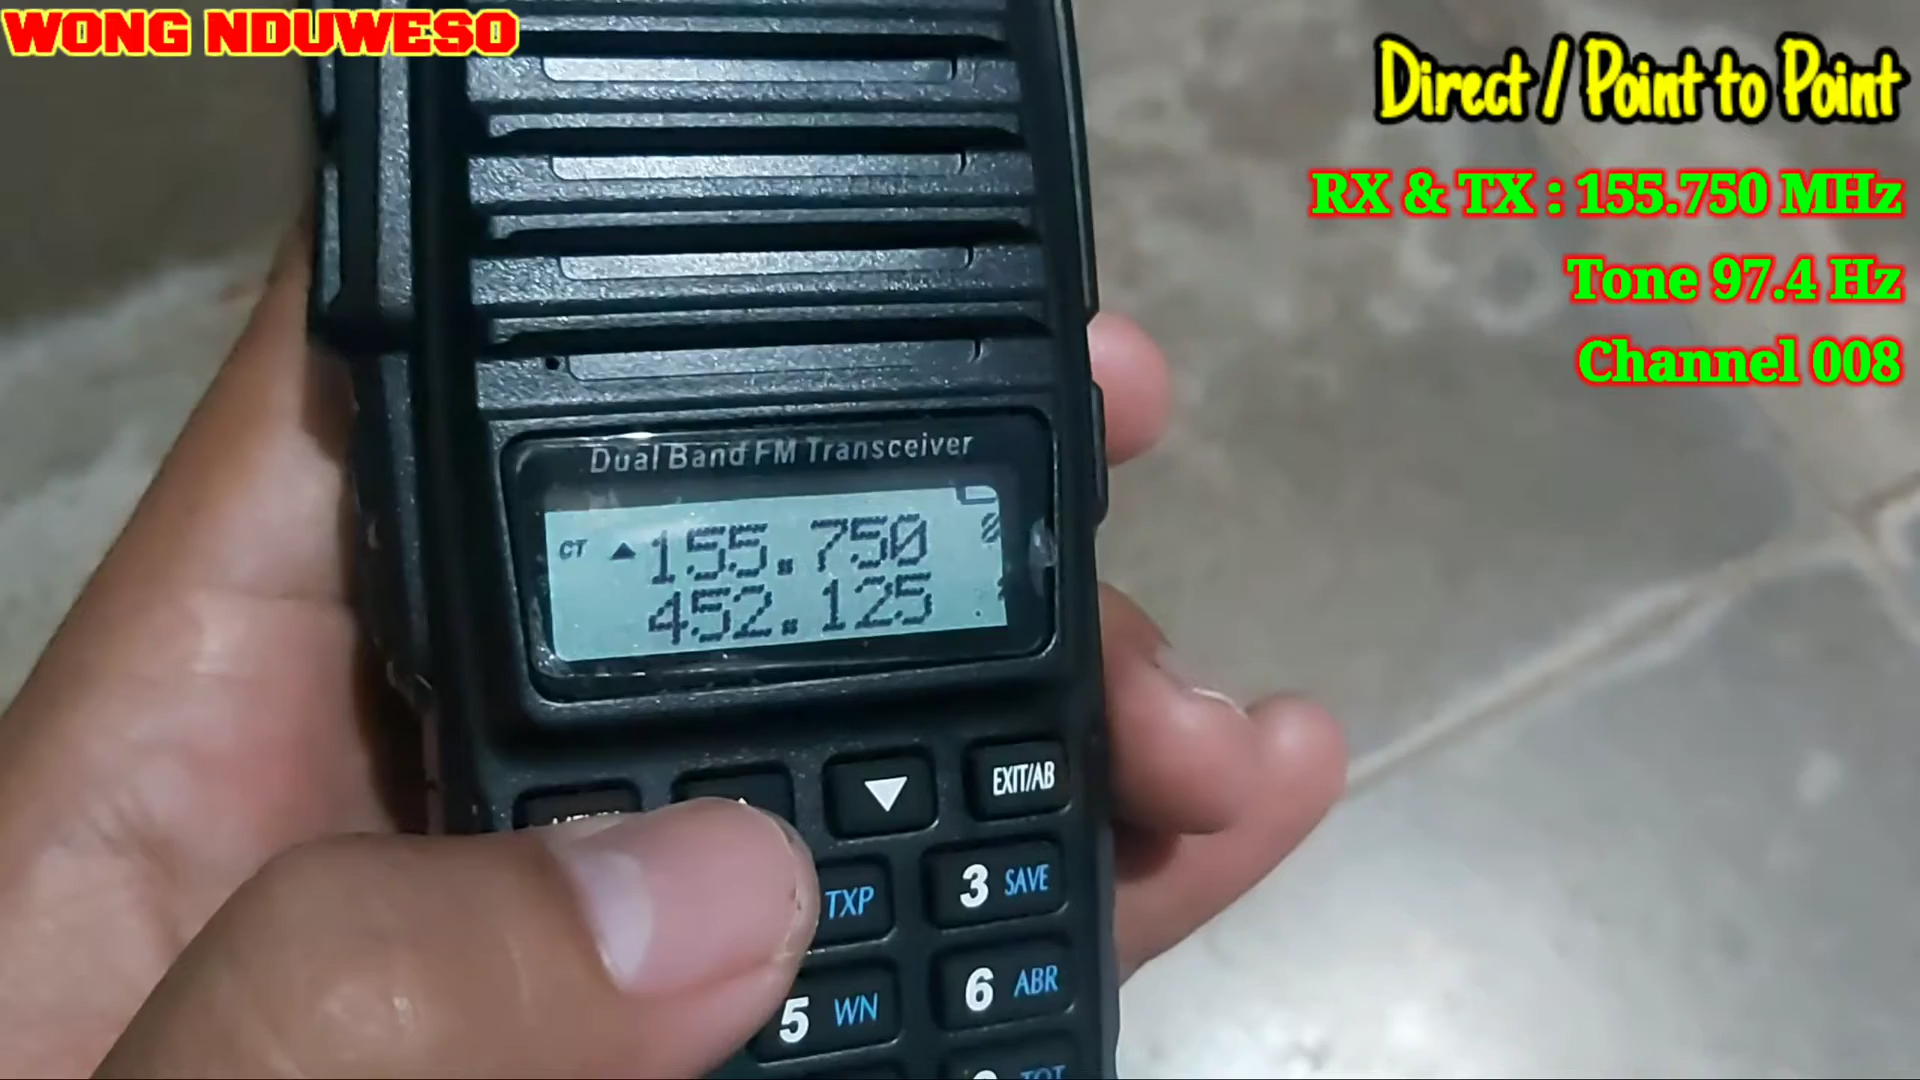 WONG NDUWESO
Direct / Point to Point
RX & TX : 155.750 MHz
Tone 97.4 Hz
Channel 008
Dual Band FM Transceiver
CT ▲155.750
452.125
▼ EXIT/AB
TXP 3 SAVE
5 WN 6 ABR
TOT